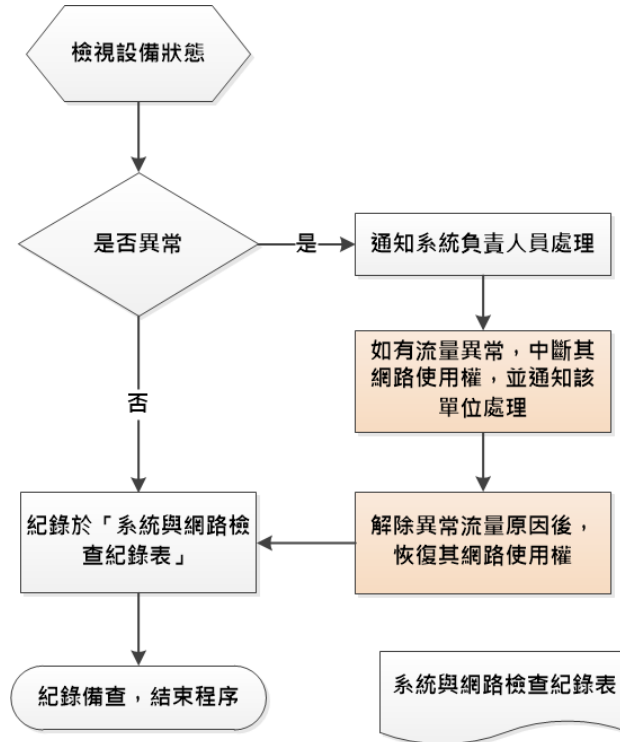 檢視設備狀態
是否異常
是
通知系統負責人員處理
如有流量異常，中斷其
網路使用權，並通知該
單位處理
否
紀錄於「系統與網路檢
查紀錄表」
解除異常流量原因後，
恢復其網路使用權
紀錄備查，結束程序
系統與網路檢查紀錄表